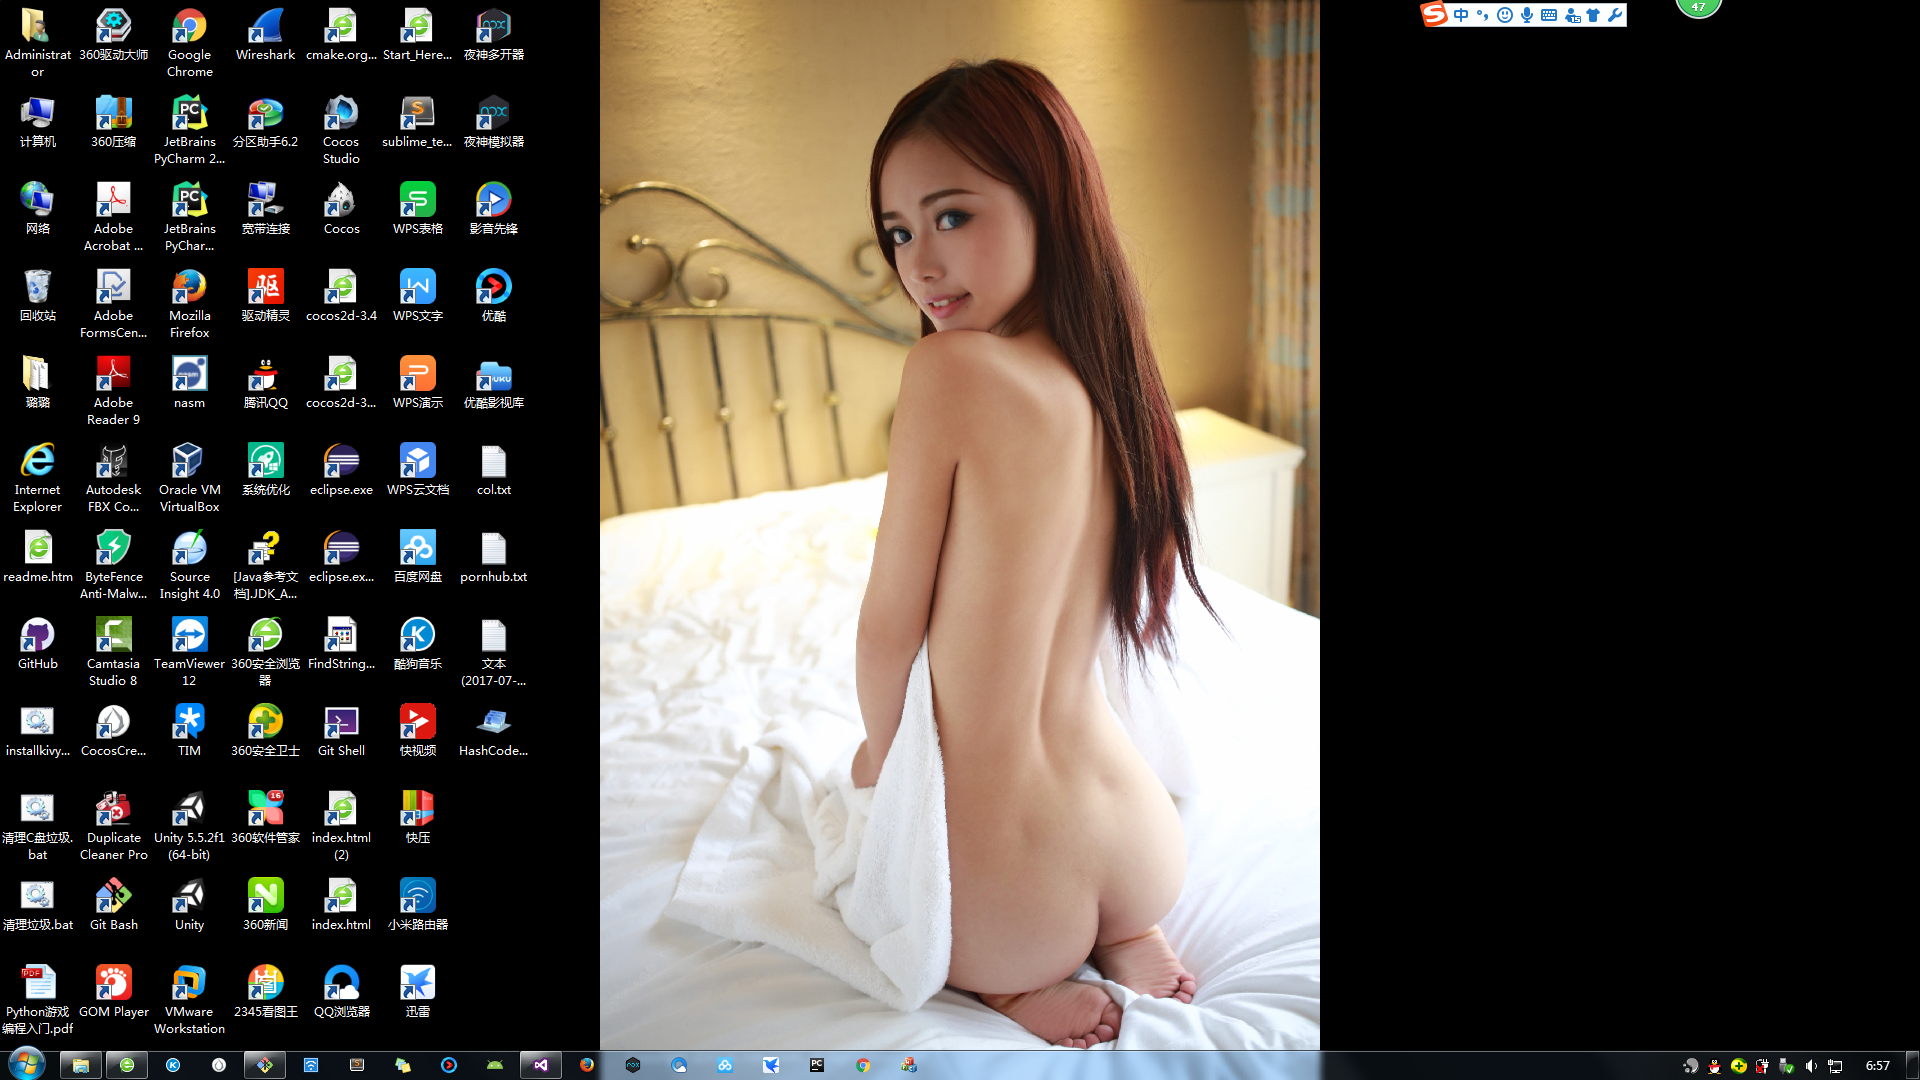 Administrat
or
360驱动大师
Google
Chrome
Wireshark
cmake.org...
Start_Here...
夜神多开器
计算机
360压缩
JetBrains
PyCharm 2...
分区助手6.2
Cocos
Studio
sublime_te...
夜神模拟器
网络
Adobe
Acrobat ...
JetBrains
PyChar...
宽带连接
Cocos
WPS表格
影音先锋
回收站
Adobe
FormsCen...
Mozilla
Firefox
驱动精灵
cocos2d-3.4
WPS文字
优酷
璐璐
Adobe
Reader 9
nasm
腾讯QQ
cocos2d-3...
WPS演示
优酷影视库
Internet
Explorer
Autodesk
FBX Co...
Oracle VM
VirtualBox
系统优化
eclipse.exe
WPS云文档
col.txt
readme.htm
ByteFence
Anti-Malw...
Source
Insight 4.0
[Java参考文
档].JDK_A...
eclipse.ex...
百度网盘
pornhub.txt
GitHub
Camtasia
Studio 8
TeamViewer
12
360安全浏览
器
FindString...
酷狗音乐
文本
(2017-07-...
installkivy...
CocosCre...
TIM
360安全卫士
Git Shell
快视频
HashCode...
清理C盘垃圾.
bat
Duplicate
Cleaner Pro
Unity 5.5.2f1
(64-bit)
16
360软件管家
index.html
(2)
快压
清理垃圾.bat
Git Bash
Unity
360新闻
index.html
小米路由器
Python游戏
编程入门.pdf
GOM Player
VMware
Workstation
2345看图王
QQ浏览器
迅雷
中
15
47
6:57